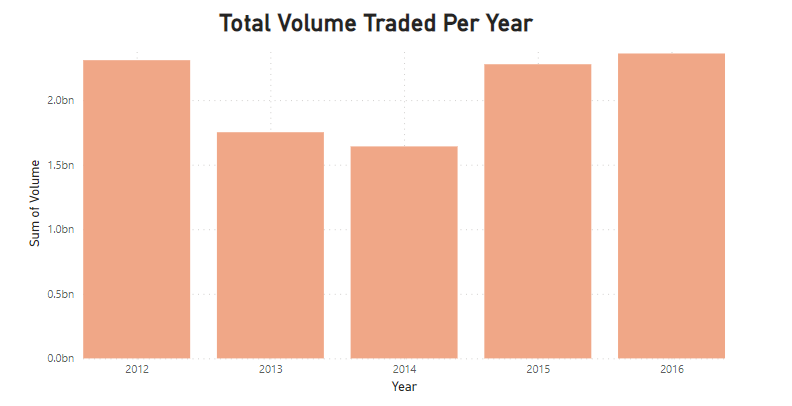 Total Volume Traded Per Year
2.0bn
1.5bn
1.0bn
0.5bn
0.0bn
Sum of Volume
2012 2013 2014 2015 2016
Year